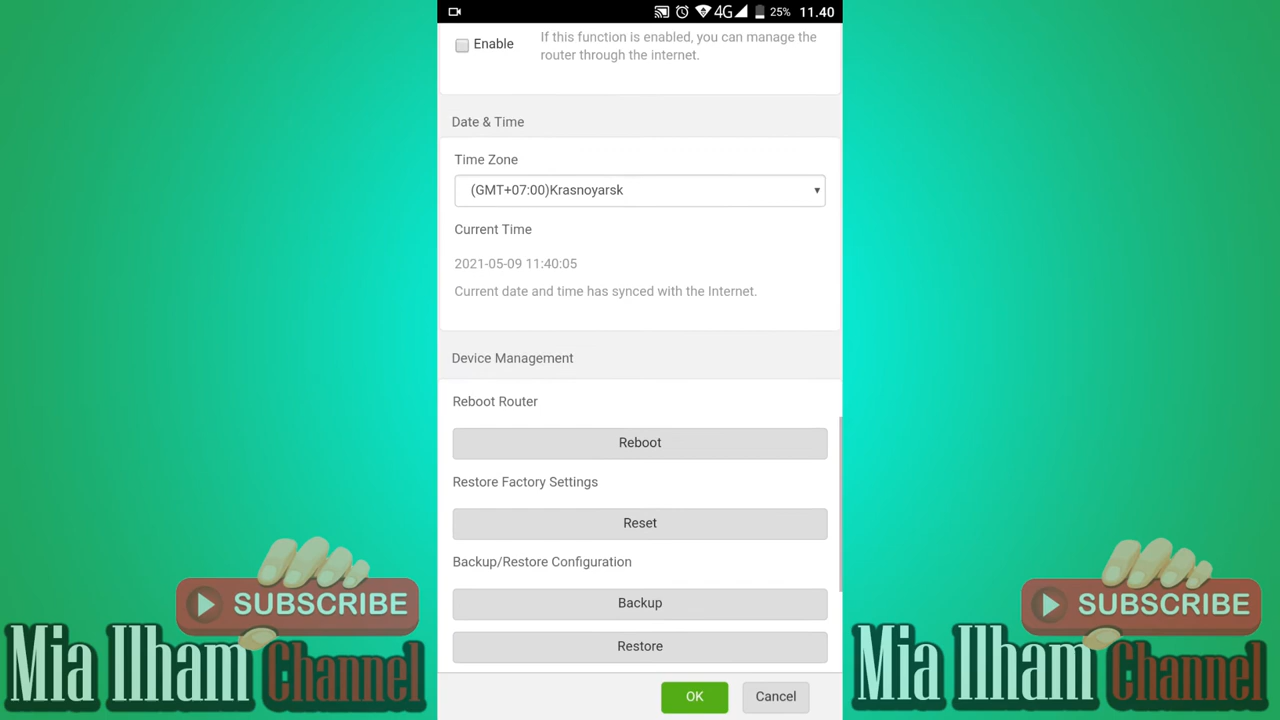 4G 25% 11.40
Enable
If this function is enabled, you can manage the
router through the internet.
Date & Time
Time Zone
(GMT+07:00)Krasnoyarsk
Current Time
2021-05-09 11:40:05
Current date and time has synced with the Internet.
Device Management
Reboot Router
Reboot
Restore Factory Settings
Reset
Backup/Restore Configuration
Backup
Restore
OK Cancel
SUBSCRIBE
Mia Ilham Channel
SUBSCRIBE
Mia Ilham Channel